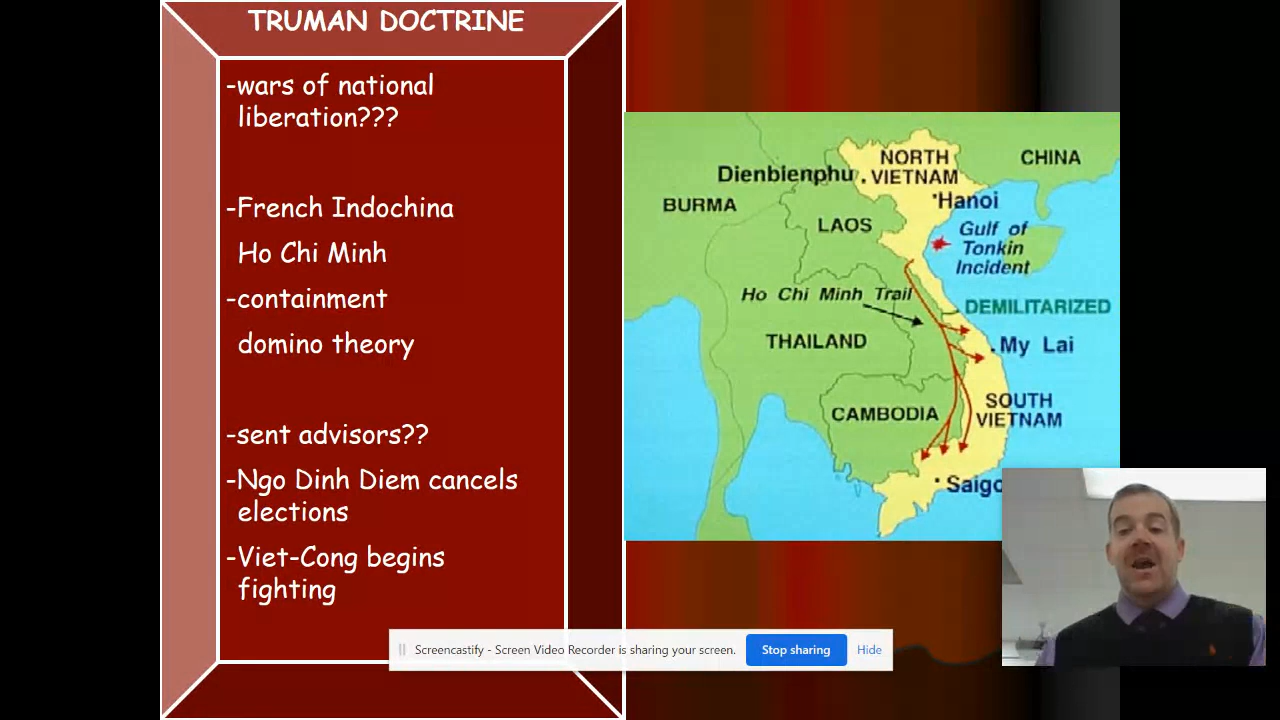 TRUMAN DOCTRINE
-wars of national
liberation???
-French Indochina
Ho Chi Minh
-containment
domino theory
-sent advisors??
-Ngo Dinh Diem cancels
elections
-Viet-Cong begins
fighting
NORTH
VIETNAM
CHINA
Dienbienphu
BURMA
Hanoi
LAOS
Gulf of
Tonkin
Incident
Ho Chi Minh Trail
DEMILITARIZED
THAILAND
My Lai
CAMBODIA
SOUTH
VIETNAM
Saigo
Screencastify - Screen Video Recorder is sharing your screen.
Stop sharing
Hide